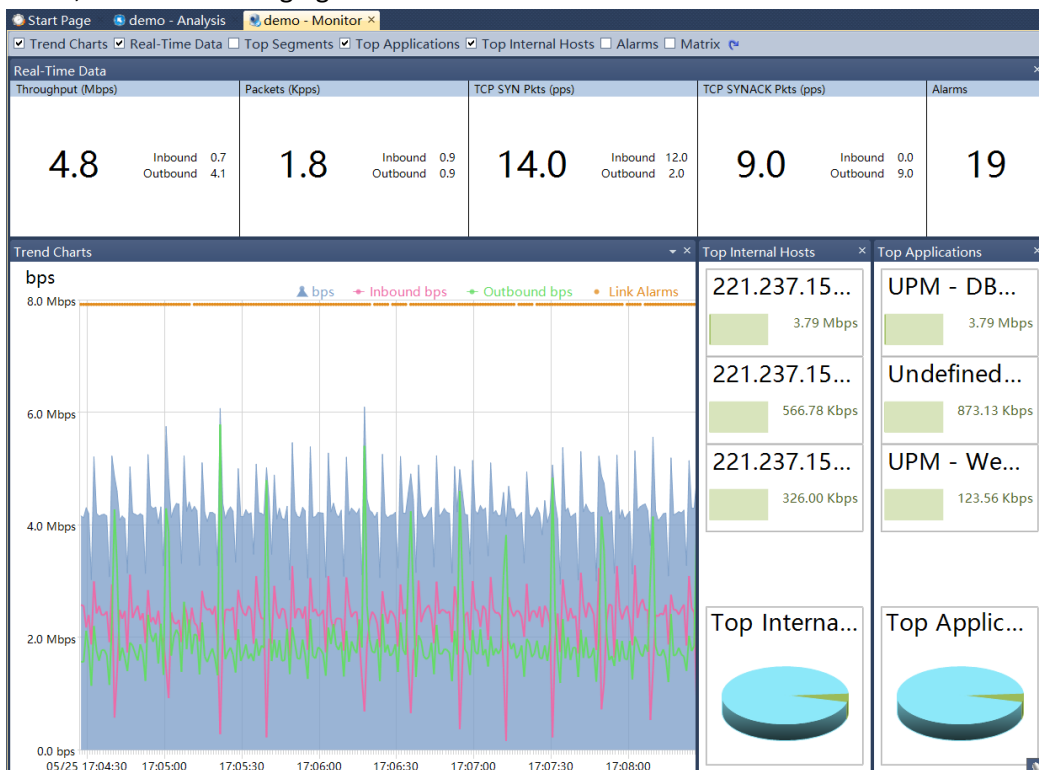 Start Page demo - Analysis demo - Monitor ×
Trend Charts Real-Time Data Top Segments Top Applications Top Internal Hosts Alarms Matrix
Real-Time Data ×
Throughput (Mbps) Packets (Kpps) TCP SYN Pkts (pps) TCP SYNACK Pkts (pps) Alarms
4.8 Inbound 0.7 Outbound 4.1
1.8 Inbound 0.9 Outbound 0.9
14.0 Inbound 12.0 Outbound 2.0
9.0 Inbound 0.0 Outbound 9.0
19
Trend Charts ×
bps
bps Inbound bps Outbound bps Link Alarms
8.0 Mbps
6.0 Mbps
4.0 Mbps
2.0 Mbps
0.0 bps
05/25 17:04:30 17:05:00 17:05:30 17:06:00 17:06:30 17:07:00 17:07:30 17:08:00
Top Internal Hosts ×
221.237.15...
3.79 Mbps
221.237.15...
566.78 Kbps
221.237.15...
326.00 Kbps
Top Interna...
Top Applications ×
UPM - DB...
3.79 Mbps
Undefined...
873.13 Kbps
UPM - We...
123.56 Kbps
Top Applic...